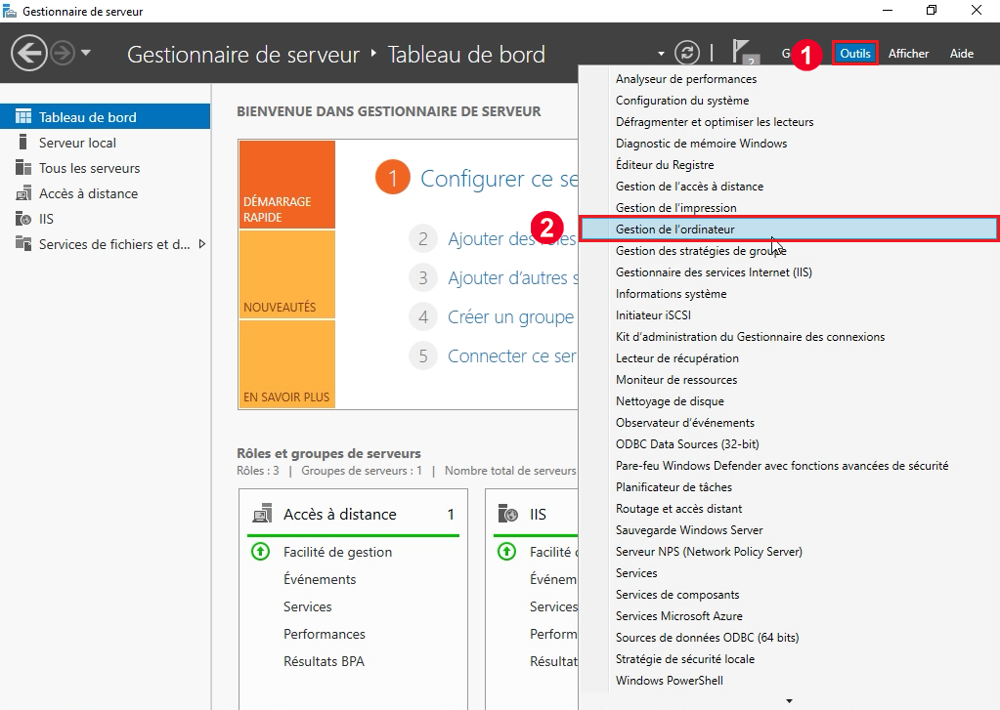 Gestionnaire de serveur
Gestionnaire de serveur ‣ Tableau de bord
2
G
1
Outils
Afficher
Aide
Tableau de bord
Serveur local
Tous les serveurs
Accès à distance
IIS
Services de fichiers et d...
BIENVENUE DANS GESTIONNAIRE DE SERVEUR
DÉMARRAGE
RAPIDE
NOUVEAUTÉS
EN SAVOIR PLUS
1 Configurer ce se
2 Ajouter des rôles
3 Ajouter d'autres s
4 Créer un groupe
5 Connecter ce ser
2
Rôles et groupes de serveurs
Rôles : 3 | Groupes de serveurs : 1 | Nombre total de serveurs
Accès à distance 1
Facilité de gestion
Événements
Services
Performances
Résultats BPA
IIS
Facilité d
Événem
Services
Perform
Résultat
Analyseur de performances
Configuration du système
Défragmenter et optimiser les lecteurs
Diagnostic de mémoire Windows
Éditeur du Registre
Gestion de l'accès à distance
Gestion de l'impression
Gestion de l'ordinateur
Gestion des stratégies de groupe
Gestionnaire des services Internet (IIS)
Informations système
Initiateur iSCSI
Kit d'administration du Gestionnaire des connexions
Lecteur de récupération
Moniteur de ressources
Nettoyage de disque
Observateur d'événements
ODBC Data Sources (32-bit)
Pare-feu Windows Defender avec fonctions avancées de sécurité
Planificateur de tâches
Routage et accès distant
Sauvegarde Windows Server
Serveur NPS (Network Policy Server)
Services
Services de composants
Services Microsoft Azure
Sources de données ODBC (64 bits)
Stratégie de sécurité locale
Windows PowerShell